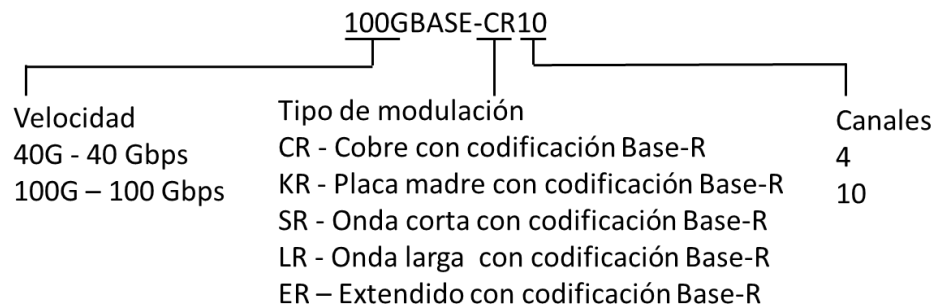 100GBASE-CR10
Velocidad
40G - 40 Gbps
100G – 100 Gbps
Tipo de modulación
CR - Cobre con codificación Base-R
KR - Placa madre con codificación Base-R
SR - Onda corta con codificación Base-R
LR - Onda larga con codificación Base-R
ER – Extendido con codificación Base-R
Canales
4
10